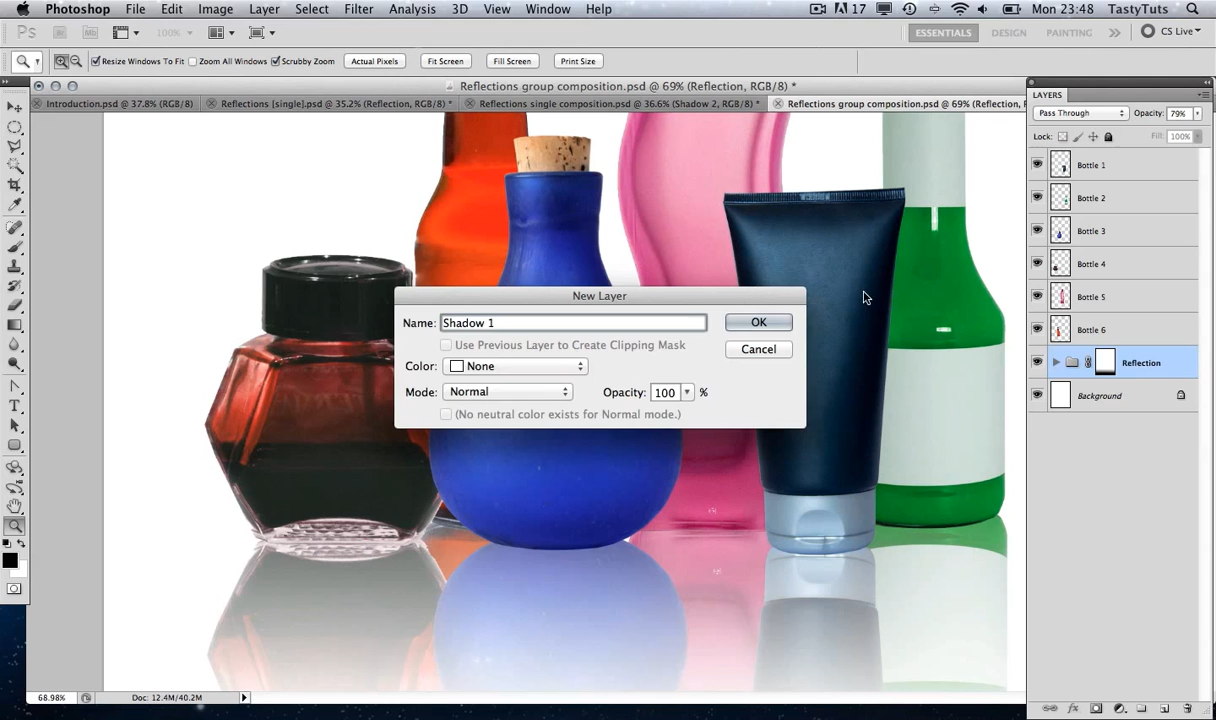 Photoshop File Edit Image Layer Select Filter Analysis 3D View Window Help 17 Mon 23:48 TastyTuts
Ps Br Mb 100% ESSENTIALS DESIGN PAINTING CS Live
Resize Windows To Fit Zoom All Windows Scrubby Zoom Actual Pixels Fit Screen Fill Screen Print Size
Reflections group composition.psd @ 69% (Reflection, RGB/8) *
Introduction.psd @ 37.8% (RGB/8) Reflections [single].psd @ 35.2% (Reflection, RGB/8) * Reflections single composition.psd @ 36.6% (Shadow 2, RGB/8) * Reflections group composition.psd @ 69% (Reflection, R
LAYERS
Pass Through Opacity: 79%
Lock: Fill: 100%
Bottle 1
Bottle 2
Bottle 3
Bottle 4
Bottle 5
Bottle 6
Reflection
Background
New Layer
Name: Shadow 1 OK
Use Previous Layer to Create Clipping Mask Cancel
Color: None
Mode: Normal Opacity: 100 %
(No neutral color exists for Normal mode.)
68.98% Doc: 12.4M/40.2M
fx